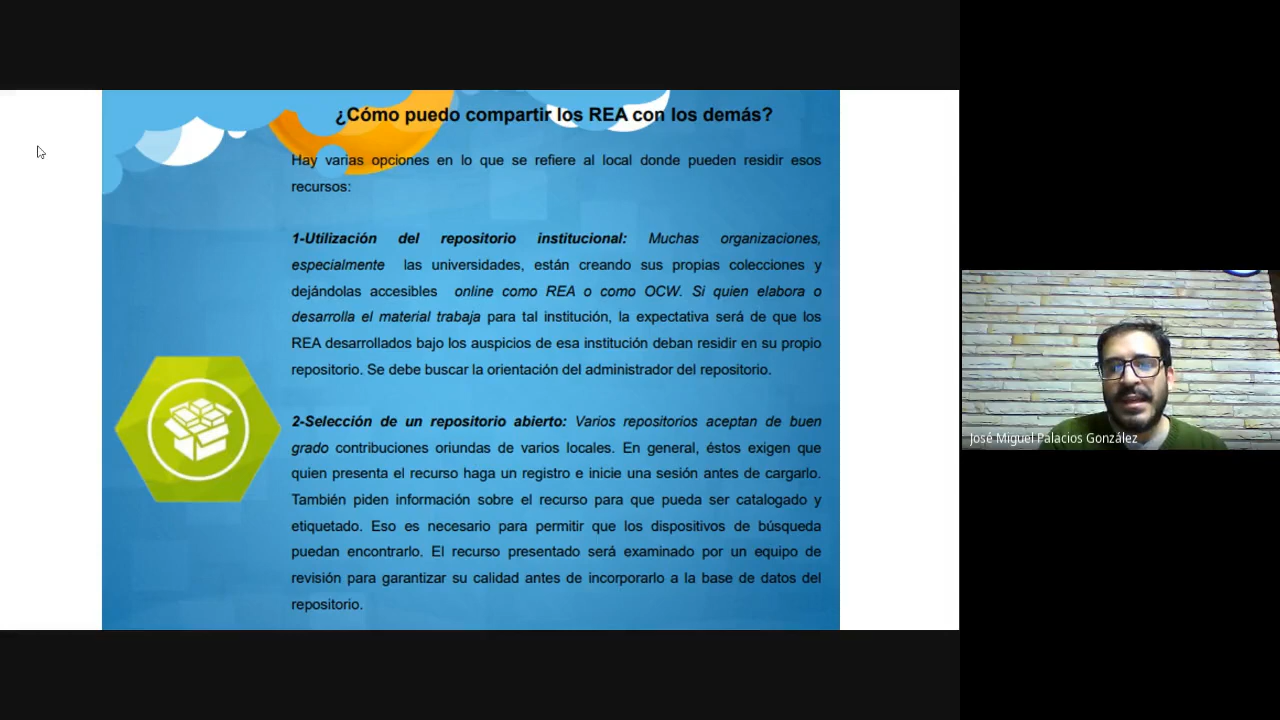 ¿Cómo puedo compartir los REA con los demás?
Hay varias opciones en lo que se refiere al local donde pueden residir esos
recursos:
1-Utilización del repositorio institucional: Muchas organizaciones,
especialmente las universidades, están creando sus propias colecciones y
dejándolas accesibles online como REA o como OCW. Si quien elabora o
desarrolla el material trabaja para tal institución, la expectativa será de que los
REA desarrollados bajo los auspicios de esa institución deban residir en su propio
repositorio. Se debe buscar la orientación del administrador del repositorio.
2-Selección de un repositorio abierto: Varios repositorios aceptan de buen
grado contribuciones oriundas de varios locales. En general, éstos exigen que
quien presenta el recurso haga un registro e inicie una sesión antes de cargarlo.
También piden información sobre el recurso para que pueda ser catalogado y
etiquetado. Eso es necesario para permitir que los dispositivos de búsqueda
puedan encontrarlo. El recurso presentado será examinado por un equipo de
revisión para garantizar su calidad antes de incorporarlo a la base de datos del
repositorio.
José Miguel Palacios González